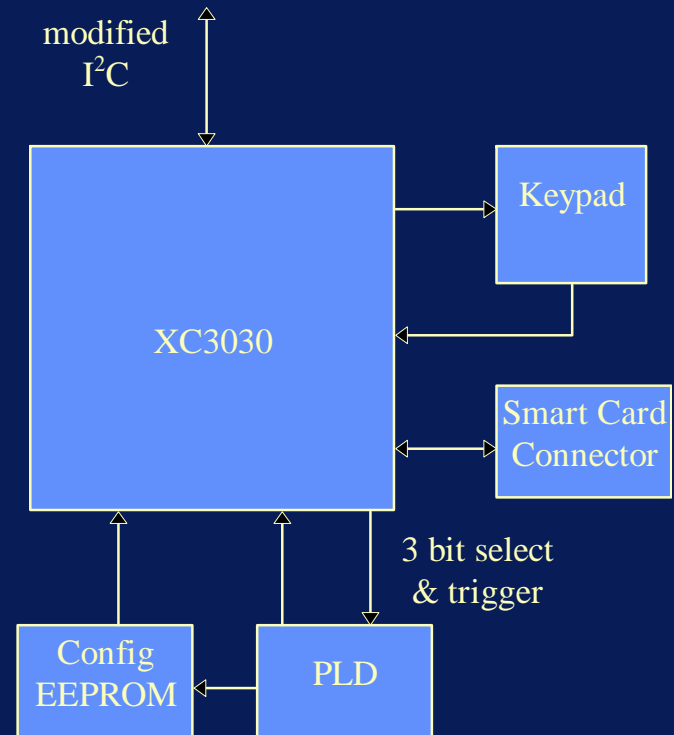 modified
I²C
Keypad
XC3030
Smart Card
Connector
3 bit select
& trigger
Config
EEPROM
PLD